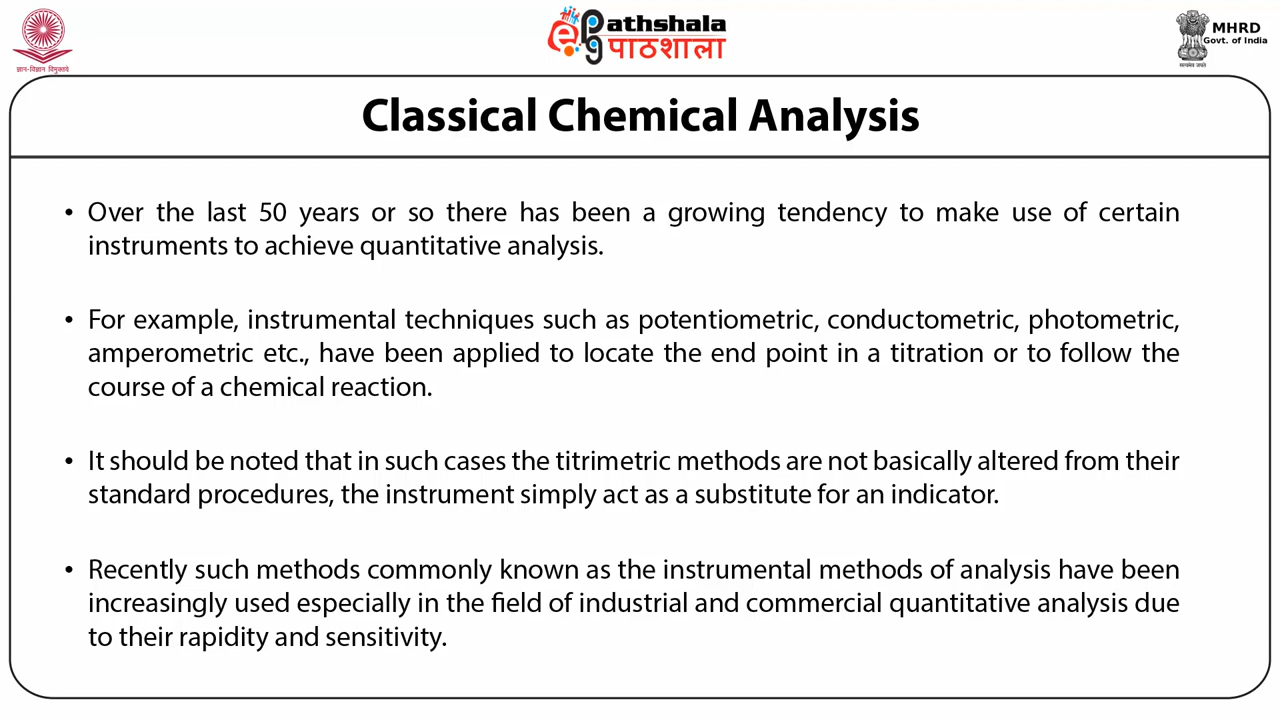 ज्ञान-विज्ञान विमुक्तये
ePG athshala
पाठशाला
MHRD
Govt. of India
सत्यमेव जयते
Classical Chemical Analysis
• Over the last 50 years or so there has been a growing tendency to make use of certain
instruments to achieve quantitative analysis.
• For example, instrumental techniques such as potentiometric, conductometric, photometric,
amperometric etc., have been applied to locate the end point in a titration or to follow the
course of a chemical reaction.
• It should be noted that in such cases the titrimetric methods are not basically altered from their
standard procedures, the instrument simply act as a substitute for an indicator.
• Recently such methods commonly known as the instrumental methods of analysis have been
increasingly used especially in the field of industrial and commercial quantitative analysis due
to their rapidity and sensitivity.